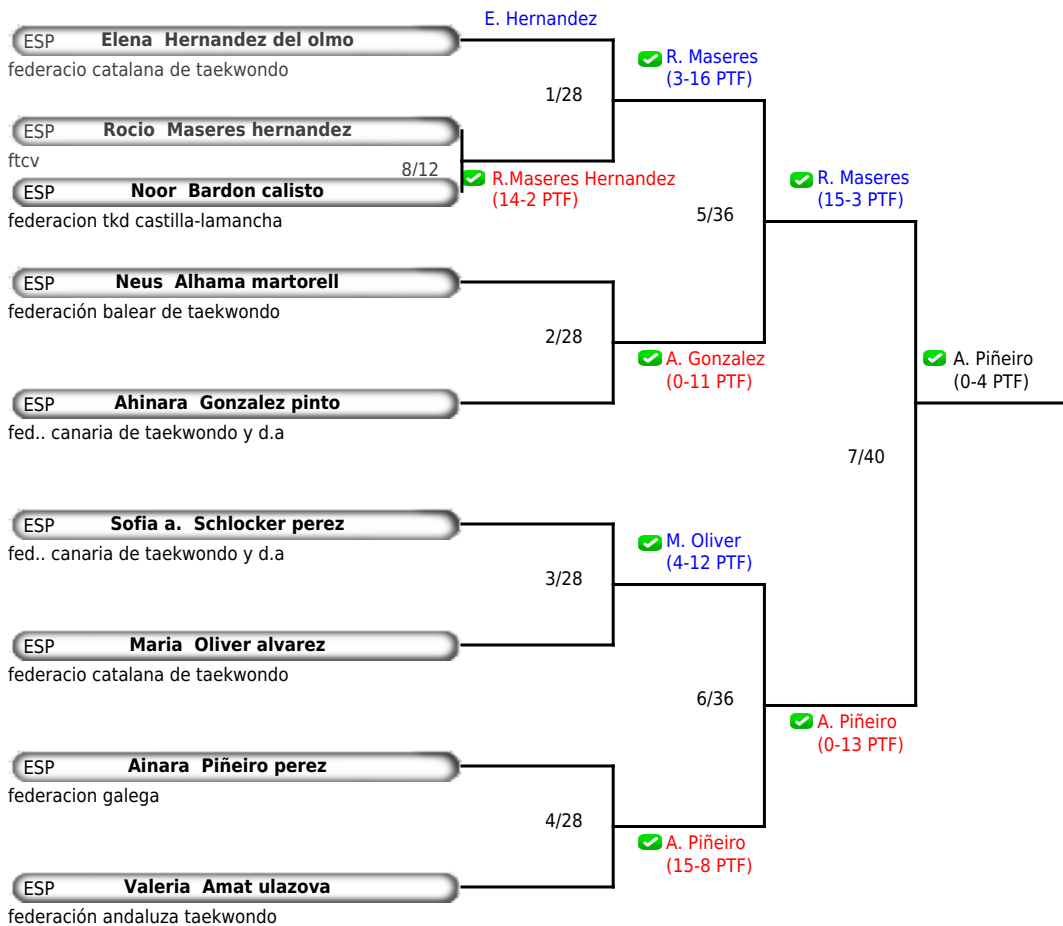 E. Hernandez
ESP Elena Hernandez del olmo
federacio catalana de taekwondo
R. Maseres
(3-16 PTF)
1/28
ESP Rocio Maseres hernandez
ftcv
8/12
R.Maseres Hernandez
(14-2 PTF)
ESP Noor Bardon calisto
federacion tkd castilla-lamancha
R. Maseres
(15-3 PTF)
5/36
ESP Neus Alhama martorell
federación balear de taekwondo
2/28
A. Gonzalez
(0-11 PTF)
A. Piñeiro
(0-4 PTF)
ESP Ahinara Gonzalez pinto
fed.. canaria de taekwondo y d.a
7/40
ESP Sofia a. Schlocker perez
fed.. canaria de taekwondo y d.a
M. Oliver
(4-12 PTF)
3/28
ESP Maria Oliver alvarez
federacio catalana de taekwondo
6/36
A. Piñeiro
(0-13 PTF)
ESP Ainara Piñeiro perez
federacion galega
4/28
A. Piñeiro
(15-8 PTF)
ESP Valeria Amat ulazova
federación andaluza taekwondo